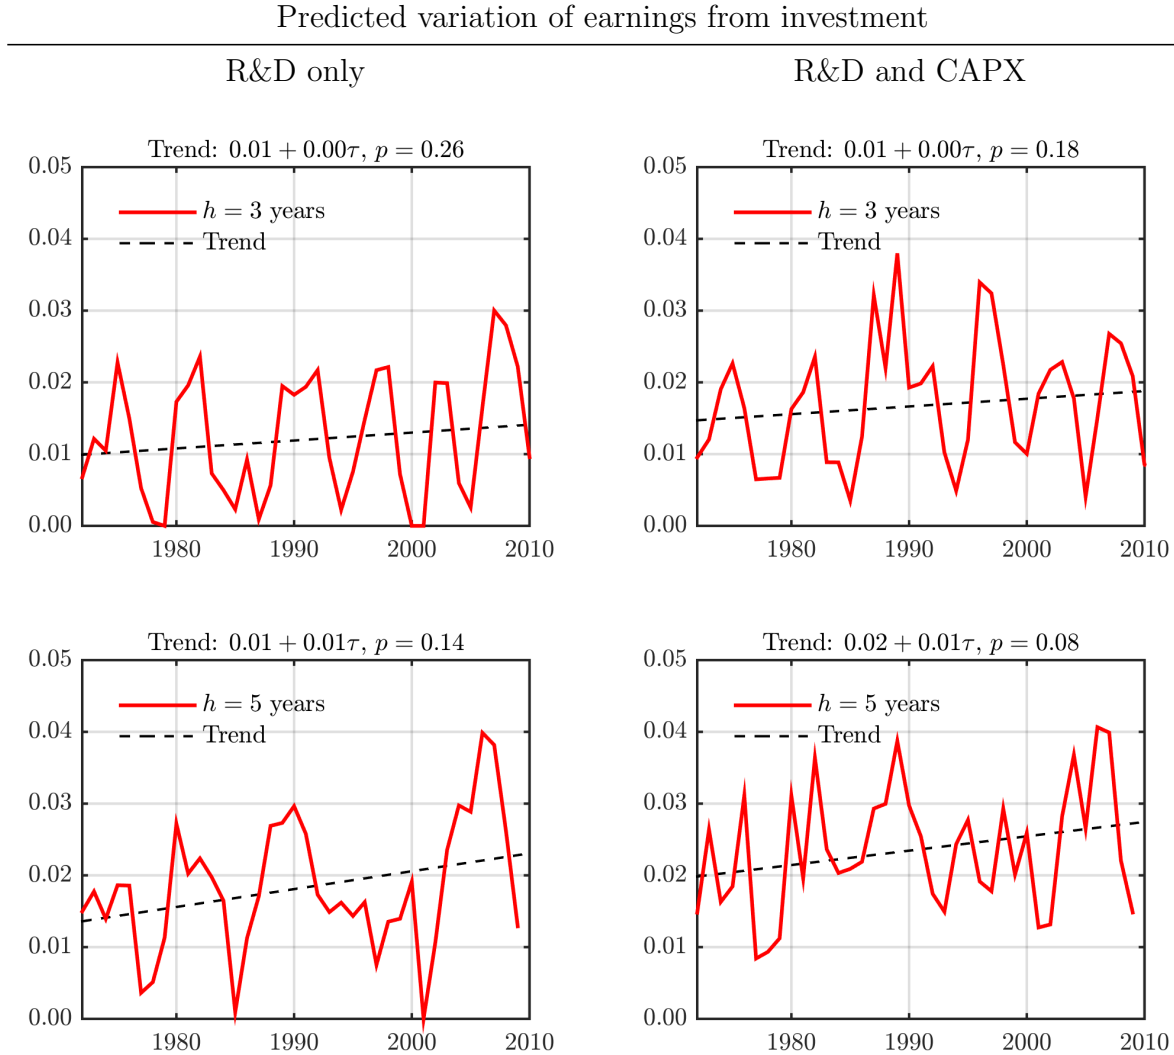 Predicted variation of earnings from investment
R&D only
R&D and CAPX
Trend: 0.01 + 0.00τ, p = 0.26
0.05
0.04
0.03
0.02
0.01
0.00
h = 3 years
Trend
1980
1990
2000
2010
Trend: 0.01 + 0.00τ, p = 0.18
0.05
0.04
0.03
0.02
0.01
0.00
h = 3 years
Trend
1980
1990
2000
2010
Trend: 0.01 + 0.01τ, p = 0.14
0.05
0.04
0.03
0.02
0.01
0.00
h = 5 years
Trend
1980
1990
2000
2010
Trend: 0.02 + 0.01τ, p = 0.08
0.05
0.04
0.03
0.02
0.01
0.00
h = 5 years
Trend
1980
1990
2000
2010